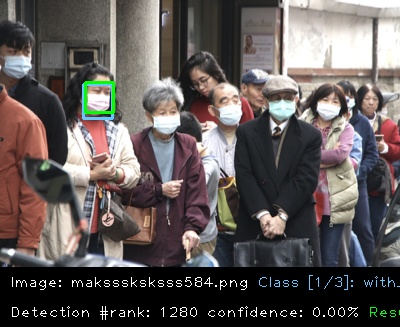 Image: maksssksksss584.png Class [1/3]: with_
Detection #rank: 1280 confidence: 0.00% Res